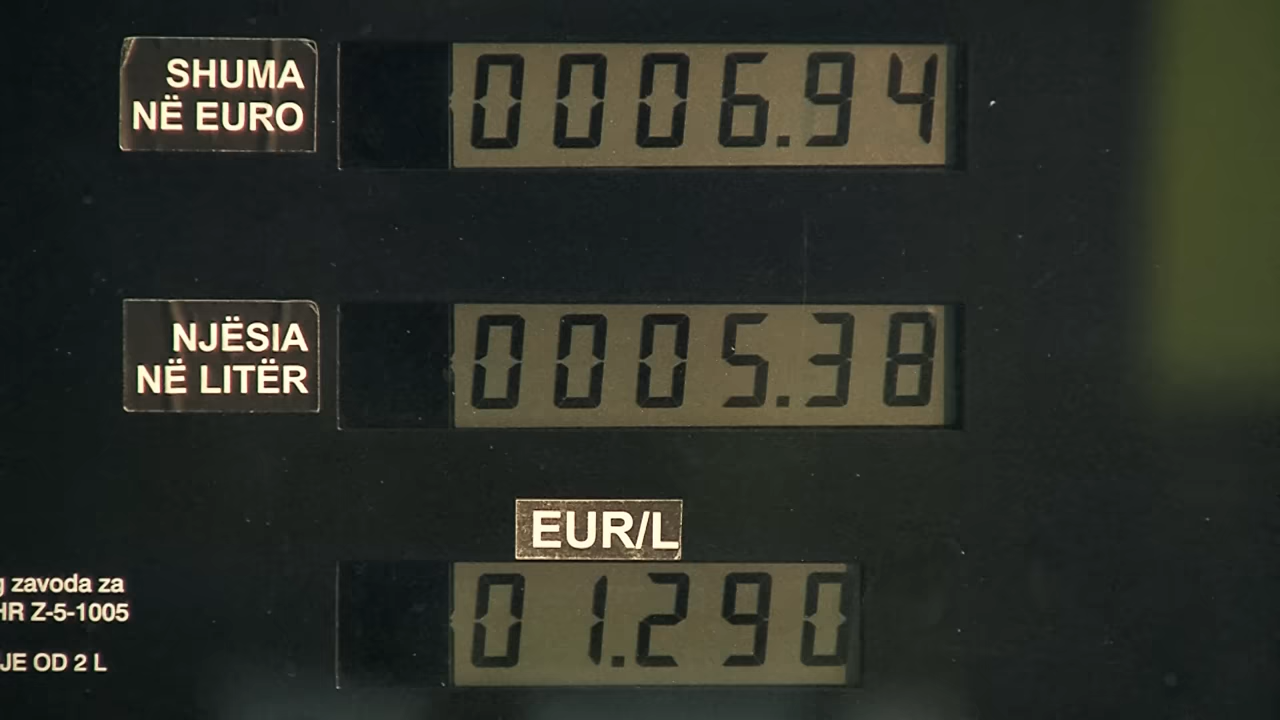 SHUMA
NË EURO
0006.94
NJËSIA
NË LITËR
0005.38
EUR/L
01.290
zavoda za
HR Z-5-1005
JE OD 2 L